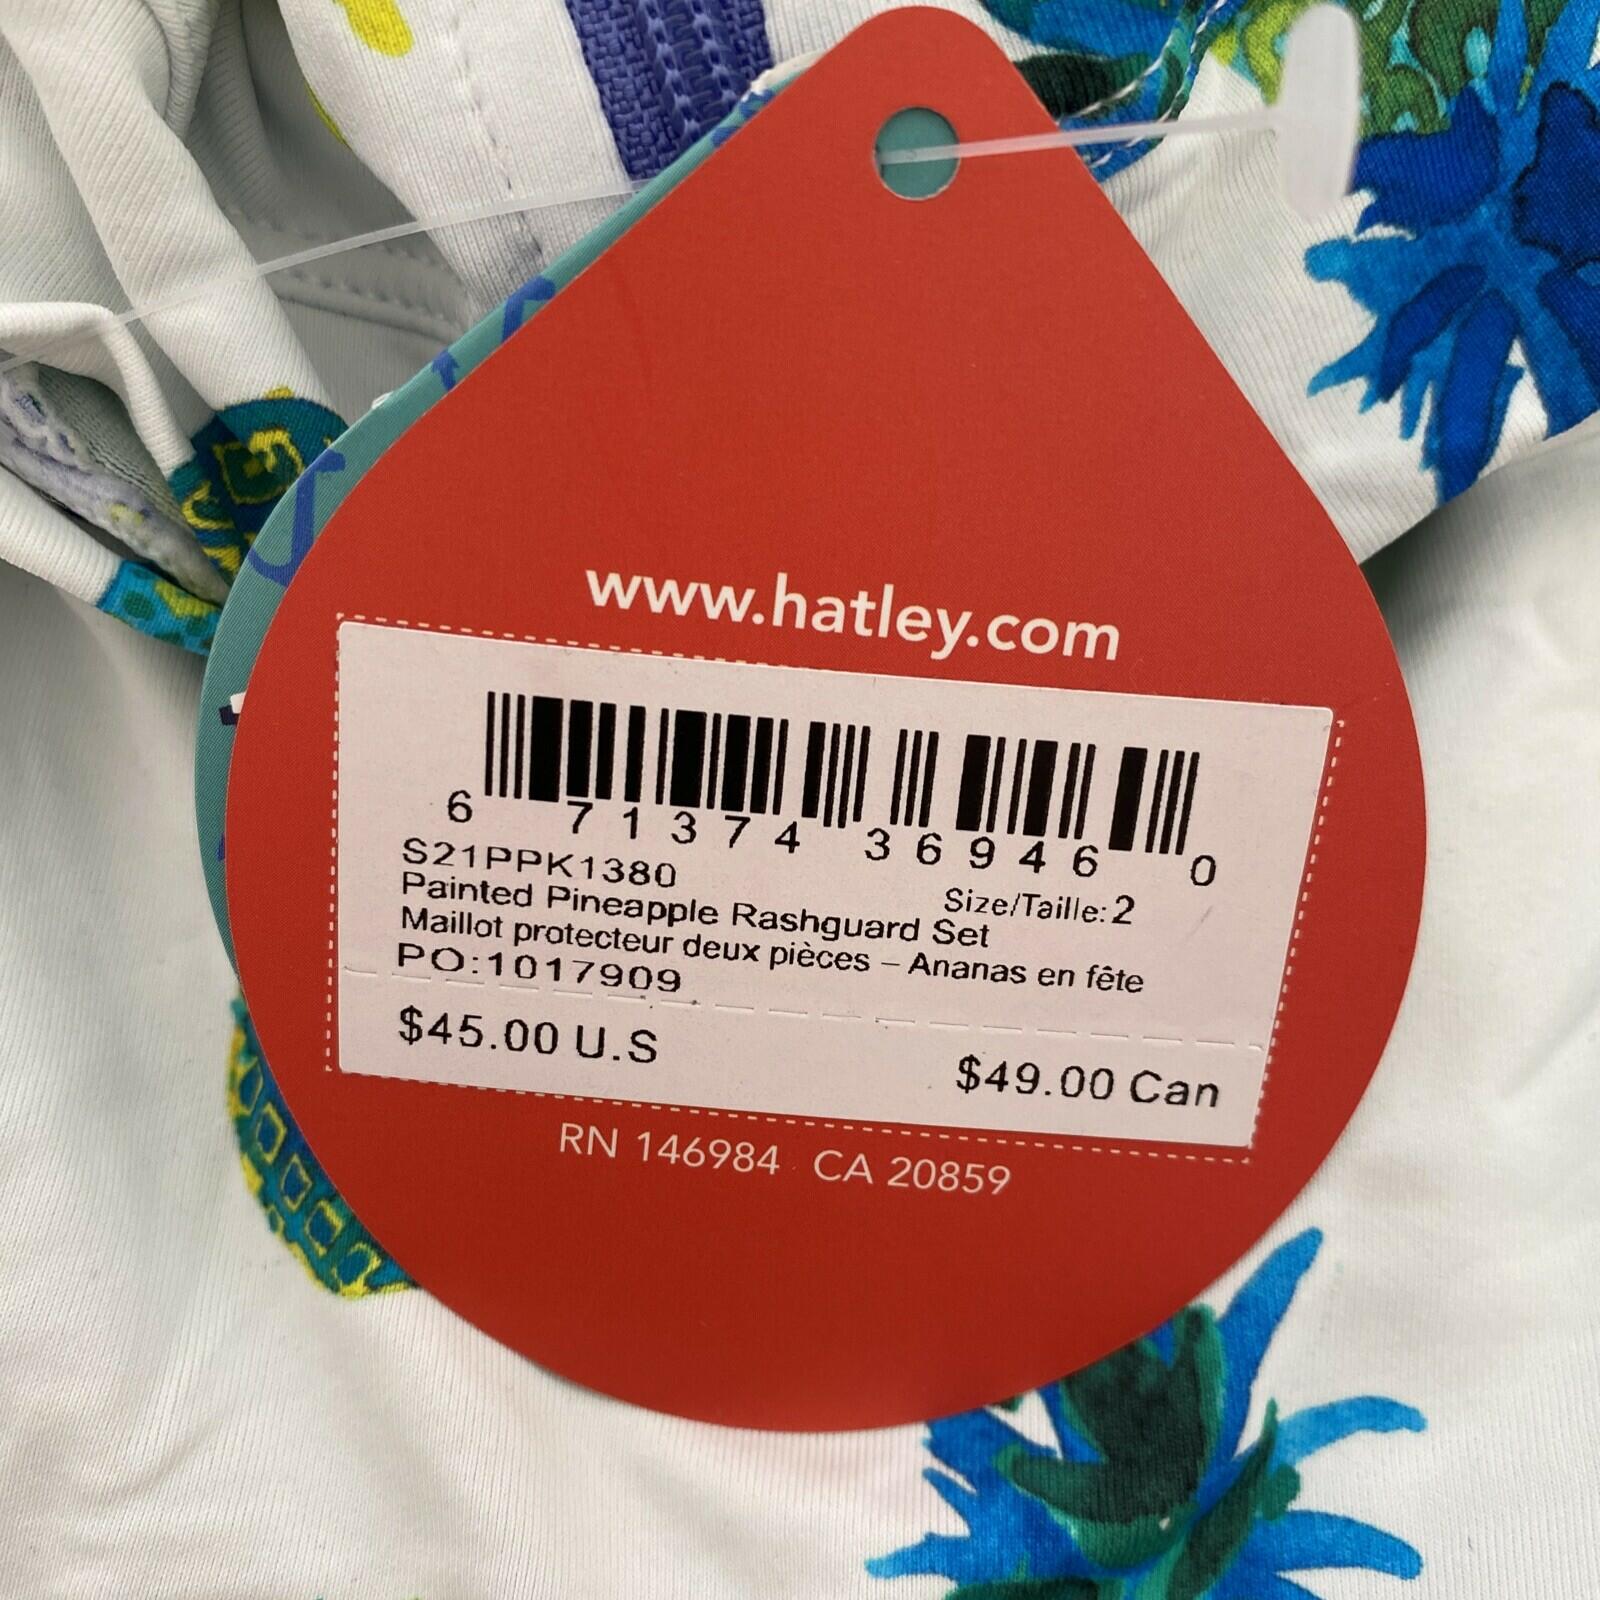 www.hatley.com
6 71374 36946 0
S21PPK1380
Size/Taille: 2
Painted Pineapple Rashguard Set
Maillot protecteur deux pièces – Ananas en fête
PO:1017909
$45.00 U.S
$49.00 Can
RN 146984 CA 20859